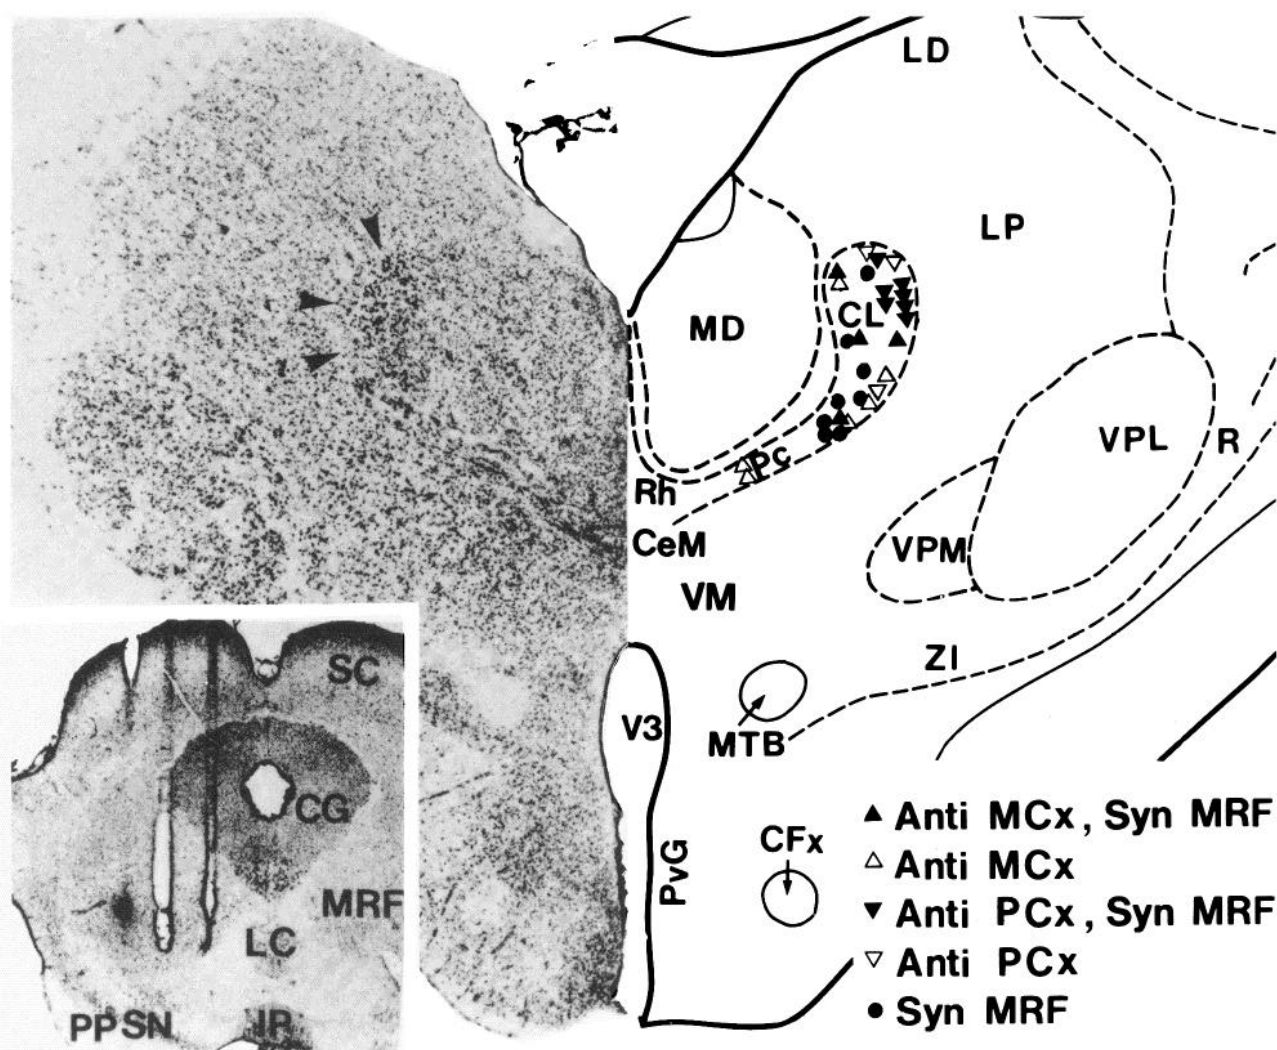 LD
LP
MD
CL
VPL
R
Pc
Rh
CeM
VPM
VM
ZI
SC
V3
MTB
CG
Anti MCx, Syn MRF
CFx
PvG
Anti MCx
MRF
Anti PCx, Syn MRF
LC
Anti PCx
PP SN
IP
Syn MRF